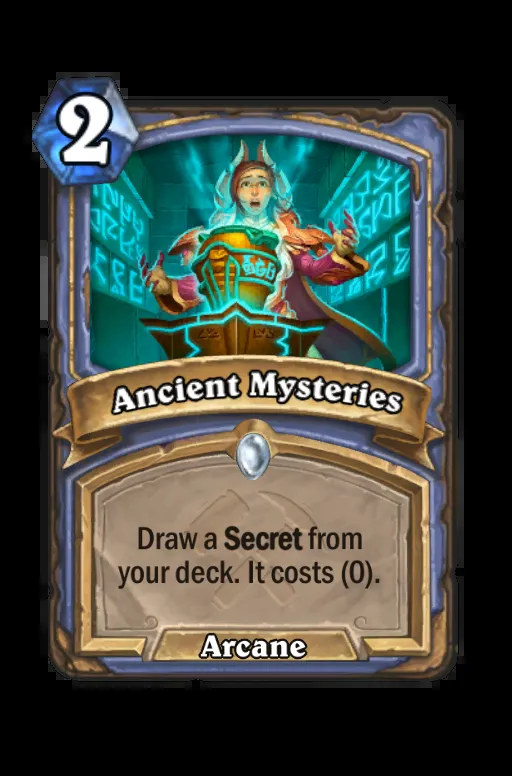 2
Ancient Mysteries
Draw a Secret from
your deck. It costs (0).
Arcane